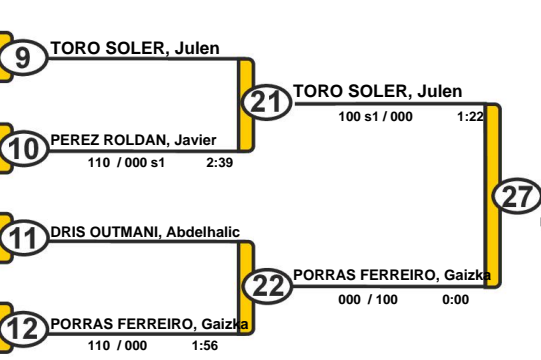 9
TORO SOLER, Julen
21
TORO SOLER, Julen
100 s1 / 000 1:22
10
PEREZ ROLDAN, Javier
110 / 000 s1 2:39
27
11
DRIS OUTMANI, Abdelhalic
22
PORRAS FERREIRO, Gaizka
000 / 100 0:00
12
PORRAS FERREIRO, Gaizka
110 / 000 1:56